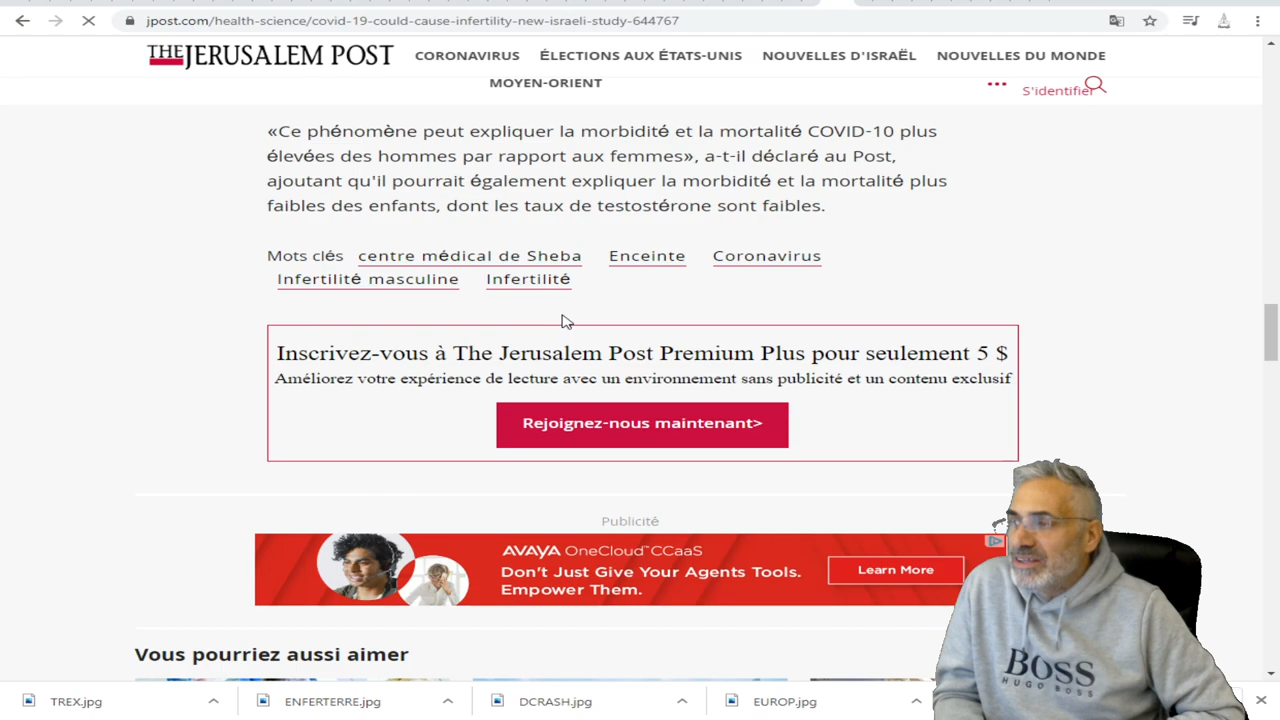 jpost.com/health-science/covid-19-could-cause-infertility-new-israeli-study-644767
THE JERUSALEM POST
CORONAVIRUS ÉLECTIONS AUX ÉTATS-UNIS NOUVELLES D'ISRAËL NOUVELLES DU MONDE
MOYEN-ORIENT
S'identifier
«Ce phénomène peut expliquer la morbidité et la mortalité COVID-10 plus
élevées des hommes par rapport aux femmes», a-t-il déclaré au Post,
ajoutant qu'il pourrait également expliquer la morbidité et la mortalité plus
faibles des enfants, dont les taux de testostérone sont faibles.
Mots clés centre médical de Sheba Enceinte Coronavirus
Infertilité masculine Infertilité
Inscrivez-vous à The Jerusalem Post Premium Plus pour seulement 5 $
Améliorez votre expérience de lecture avec un environnement sans publicité et un contenu exclusif
Rejoignez-nous maintenant>
Publicité
AVAYA OneCloud™CCaaS
Don't Just Give Your Agents Tools.
Empower Them.
Learn More
Vous pourriez aussi aimer
BOSS
HUGO BOSS
TREX.jpg ENFERTERRE.jpg DCRASH.jpg EUROP.jpg